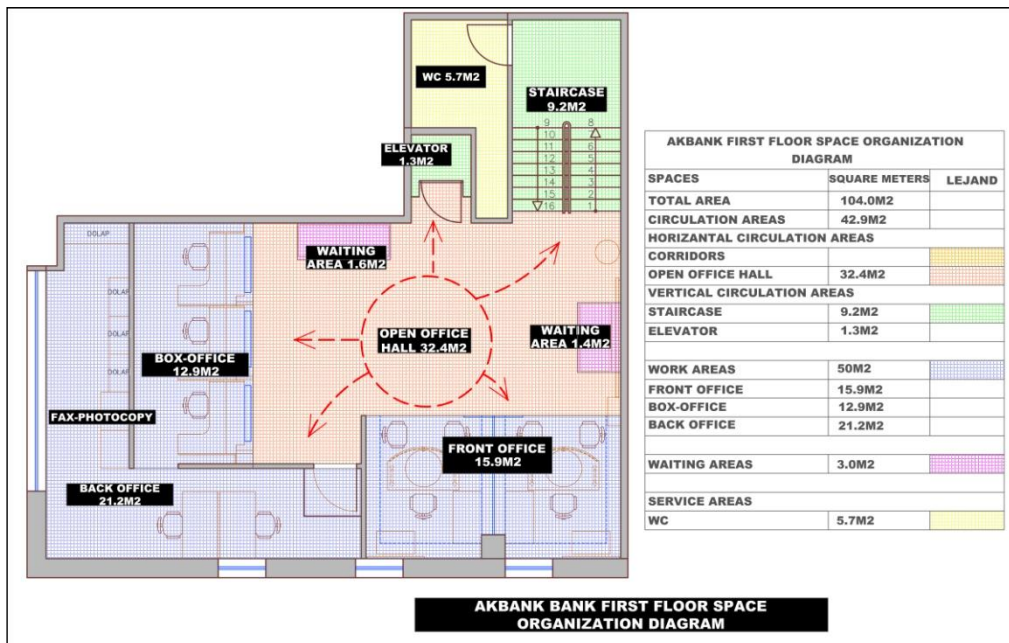 WC 5.7M2
STAIRCASE
9.2M2
9 8
10 7
11 6
12 5
13 4
14 3
15 2
16 1
ELEVATOR
1.3M2
DOLAP
WAITING
AREA 1.6M2
DOLAP
DOLAP
DOLAP
BOX-OFFICE
12.9M2
OPEN OFFICE
HALL 32.4M2
WAITING
AREA 1.4M2
FAX-PHOTOCOPY
FRONT OFFICE
15.9M2
BACK OFFICE
21.2M2
AKBANK FIRST FLOOR SPACE ORGANIZATION
DIAGRAM
SPACES SQUARE METERS LEJAND
TOTAL AREA 104.0M2
CIRCULATION AREAS 42.9M2
HORIZANTAL CIRCULATION AREAS
CORRIDORS
OPEN OFFICE HALL 32.4M2
VERTICAL CIRCULATION AREAS
STAIRCASE 9.2M2
ELEVATOR 1.3M2
WORK AREAS 50M2
FRONT OFFICE 15.9M2
BOX-OFFICE 12.9M2
BACK OFFICE 21.2M2
WAITING AREAS 3.0M2
SERVICE AREAS
WC 5.7M2
AKBANK BANK FIRST FLOOR SPACE
ORGANIZATION DIAGRAM